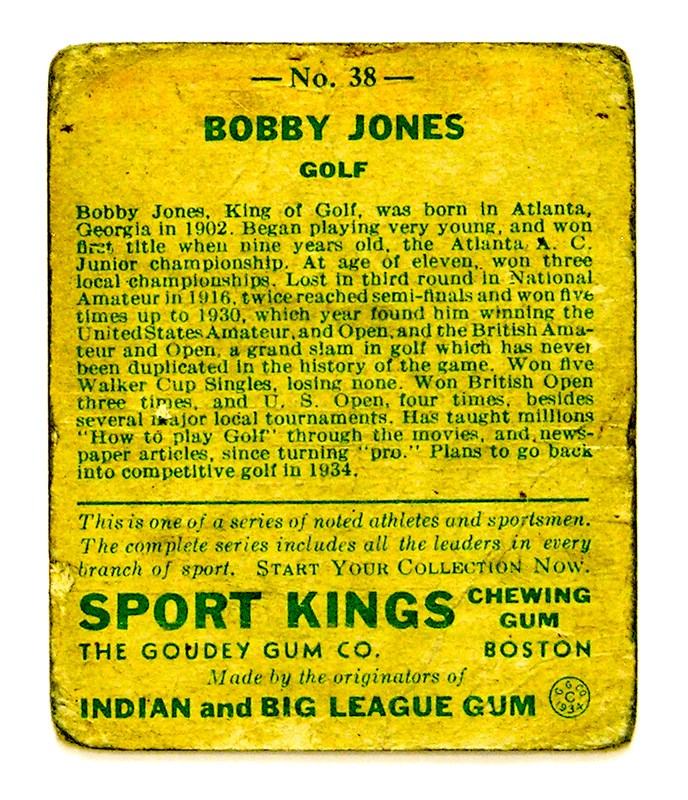 — No. 38 —
BOBBY JONES
GOLF
Bobby Jones, King of Golf, was born in Atlanta,
Georgia in 1902. Began playing very young, and won
first title when nine years old, the Atlanta A. C.
Junior championship. At age of eleven, won three
local championships. Lost in third round in National
Amateur in 1916, twice reached semi-finals and won five
times up to 1930, which year found him winning the
United States Amateur, and Open, and the British Ama-
teur and Open, a grand slam in golf which has never
been duplicated in the history of the game. Won five
Walker Cup Singles, losing none. Won British Open
three times, and U. S. Open, four times, besides
several major local tournaments. Has taught millions
"How to play Golf" through the movies, and news-
paper articles, since turning "pro." Plans to go back
into competitive golf in 1934.
This is one of a series of noted athletes and sportsmen.
The complete series includes all the leaders in every
branch of sport. START YOUR COLLECTION NOW.
SPORT KINGS CHEWING GUM
THE GOUDEY GUM CO. BOSTON
Made by the originators of
INDIAN and BIG LEAGUE GUM
G. G. CO. C 1934